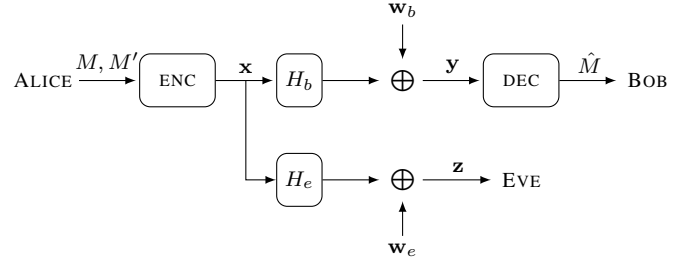 𝐰_b
ALICE M, M′ ENC 𝐱 H_b ⊕ 𝐲 DEC M̂ BOB
H_e ⊕ 𝐳 EVE
𝐰_e